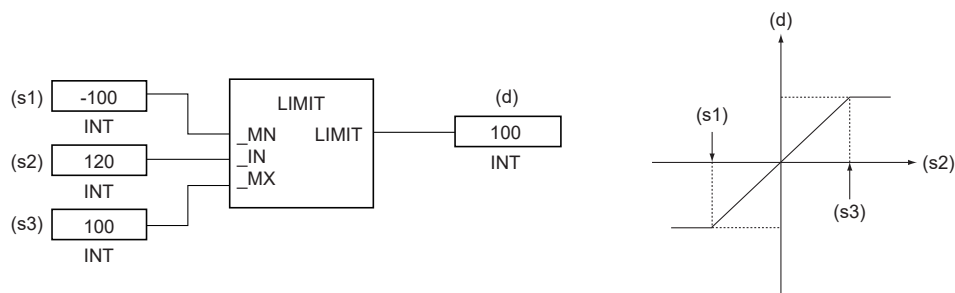 (s1)
-100
INT
(s2)
120
INT
(s3)
100
INT
LIMIT
_MN
_IN
_MX
LIMIT
(d)
100
INT
(d)
(s1)
(s2)
(s3)